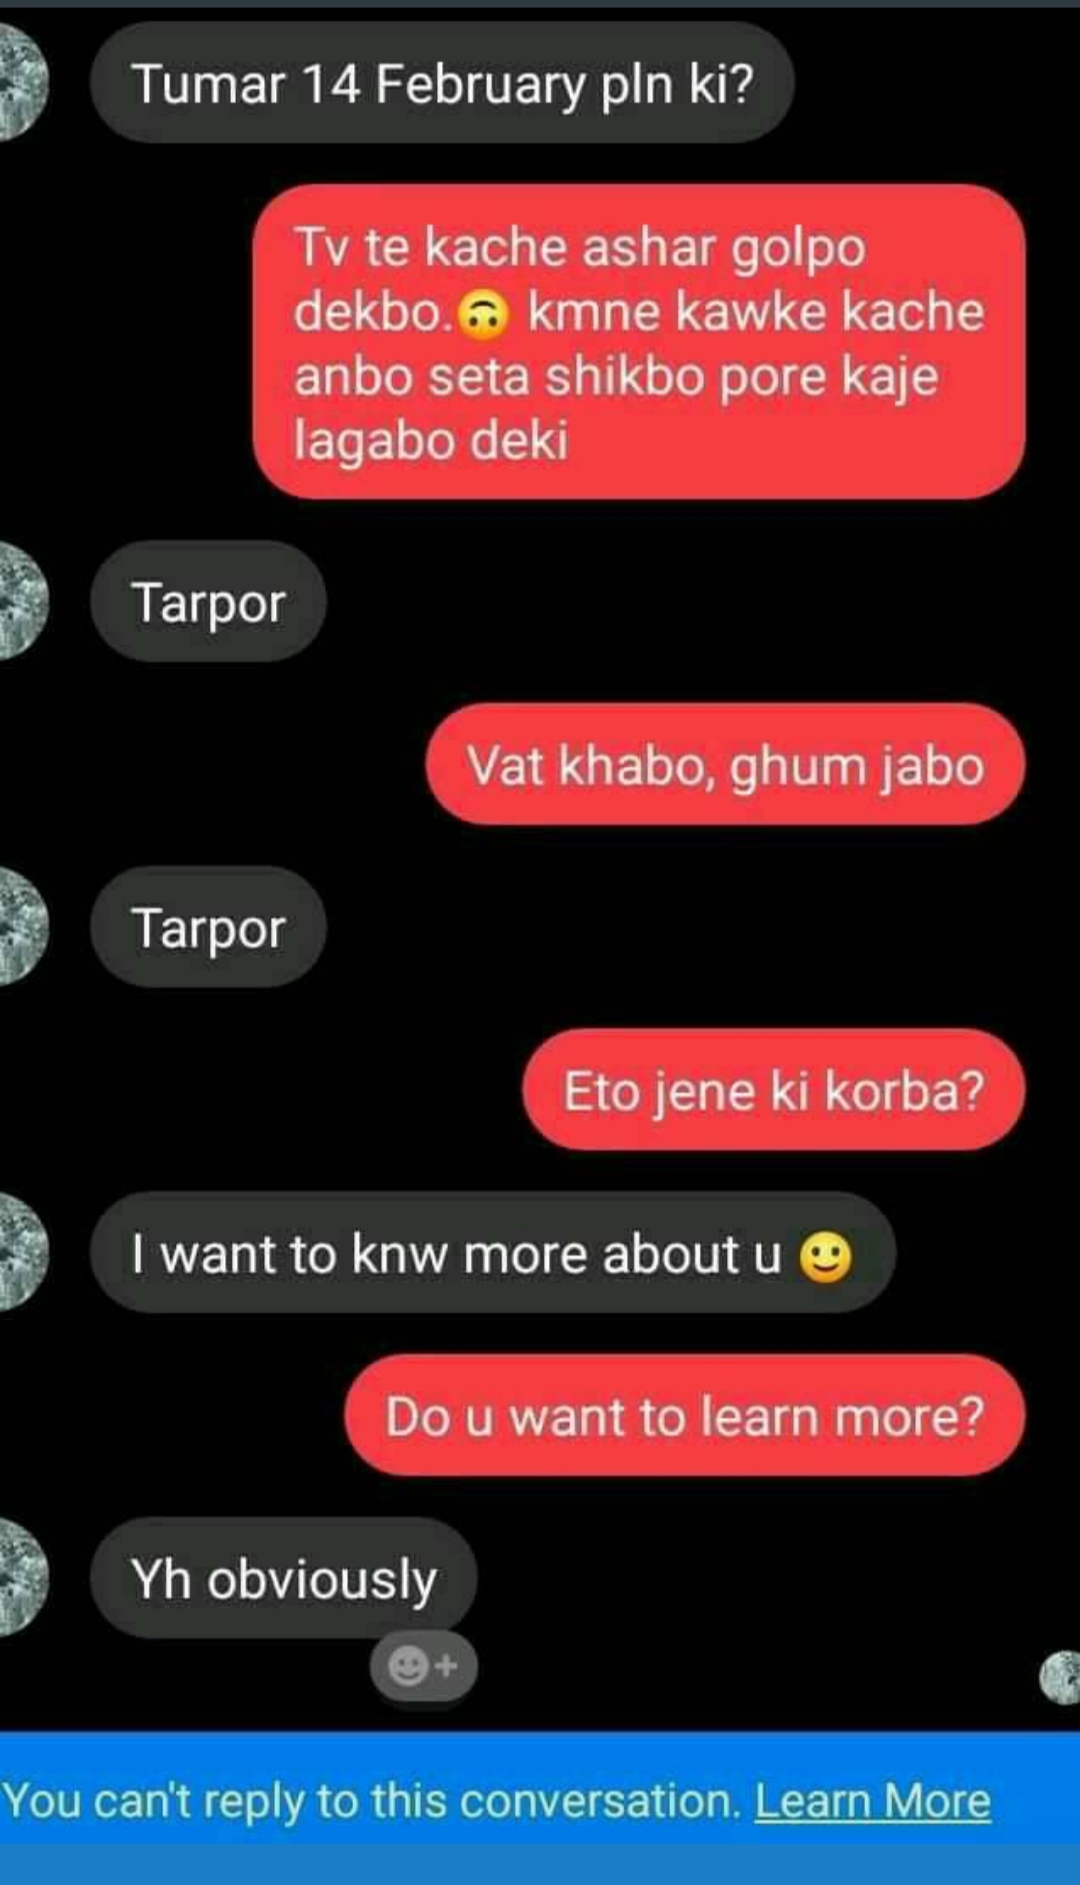 Tumar 14 February pln ki?
Tv te kache ashar golpo
dekbo.🙃 kmne kawke kache
anbo seta shikbo pore kaje
lagabo deki
Tarpor
Vat khabo, ghum jabo
Tarpor
Eto jene ki korba?
I want to knw more about u 🙂
Do u want to learn more?
Yh obviously
You can't reply to this conversation. Learn More